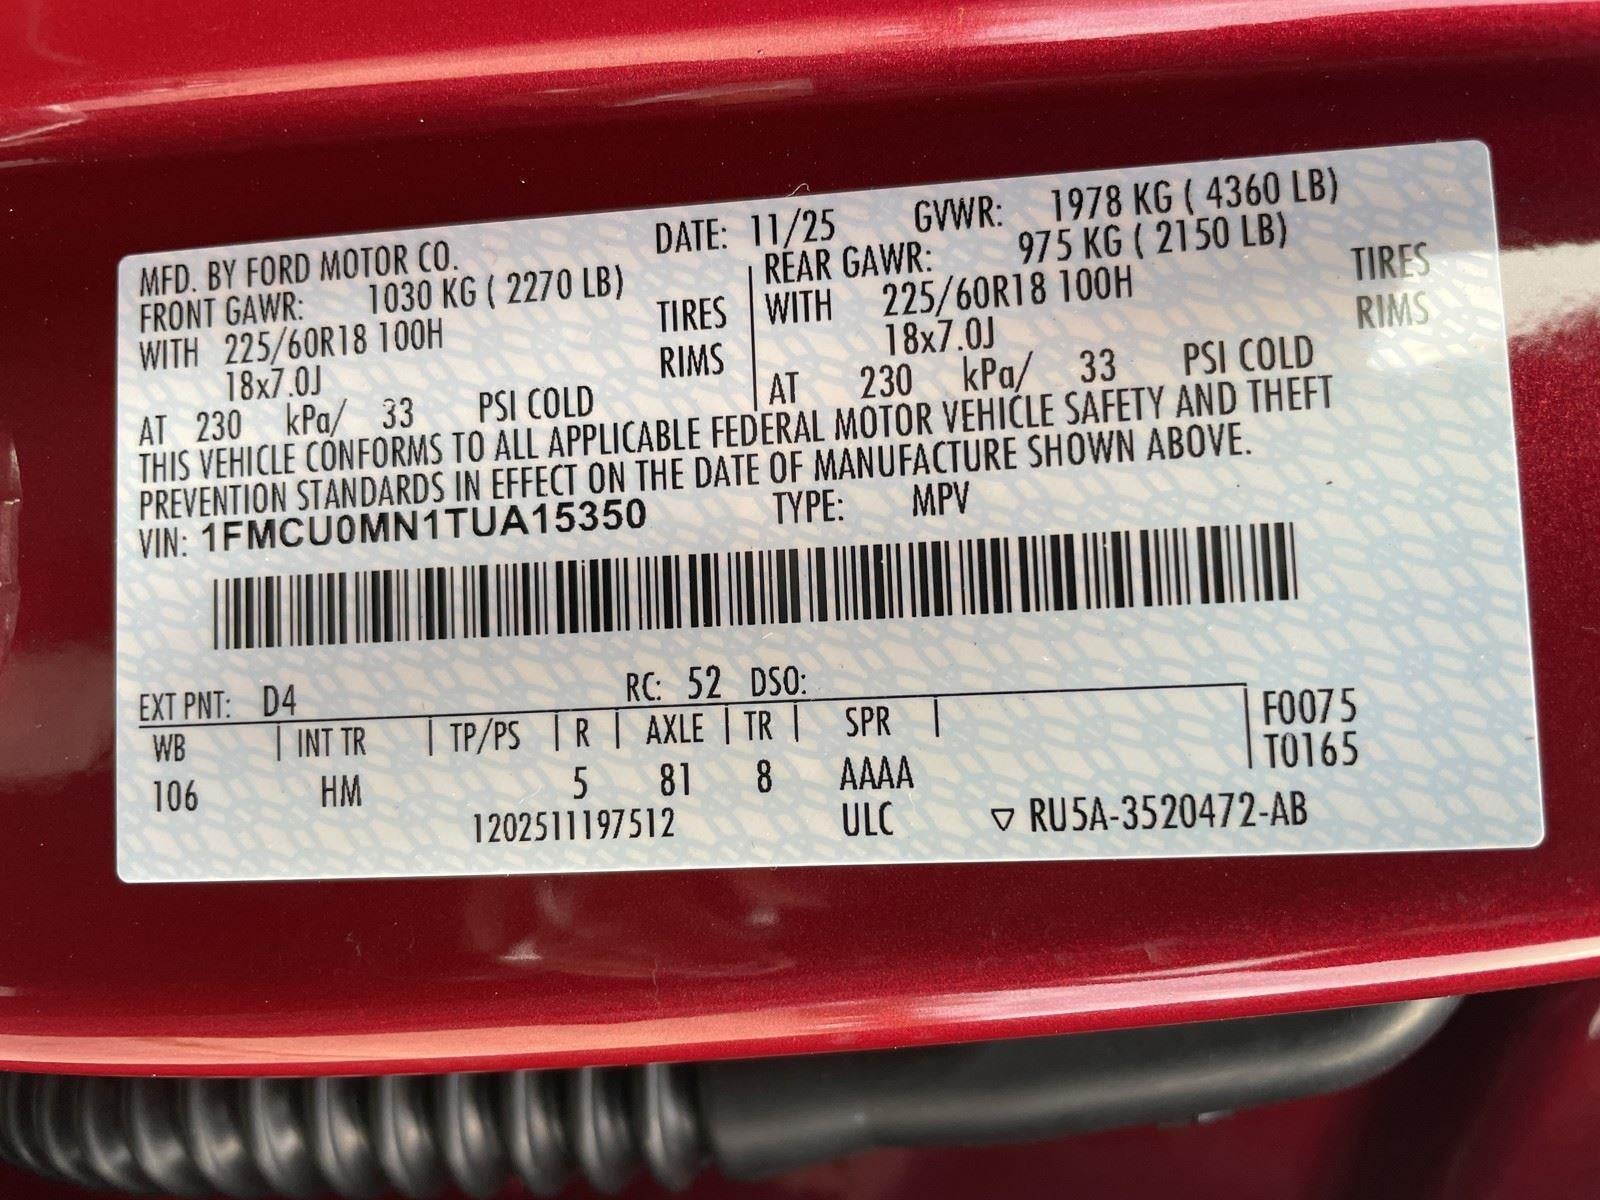 MFD. BY FORD MOTOR CO. DATE: 11/25 GVWR: 1978 KG ( 4360 LB)
FRONT GAWR: 1030 KG ( 2270 LB) REAR GAWR: 975 KG ( 2150 LB)
WITH 225/60R18 100H TIRES WITH 225/60R18 100H TIRES
18x7.0J RIMS 18x7.0J RIMS
AT 230 kPa/ 33 PSI COLD AT 230 kPa/ 33 PSI COLD
THIS VEHICLE CONFORMS TO ALL APPLICABLE FEDERAL MOTOR VEHICLE SAFETY AND THEFT
PREVENTION STANDARDS IN EFFECT ON THE DATE OF MANUFACTURE SHOWN ABOVE.
VIN: 1FMCU0MN1TUA15350 TYPE: MPV
EXT PNT: D4 RC: 52 DSO:
WB | INT TR | TP/PS | R | AXLE | TR | SPR | F0075
T0165
106 HM 5 81 8 AAAA
1202511197512 ULC ▽ RU5A-3520472-AB